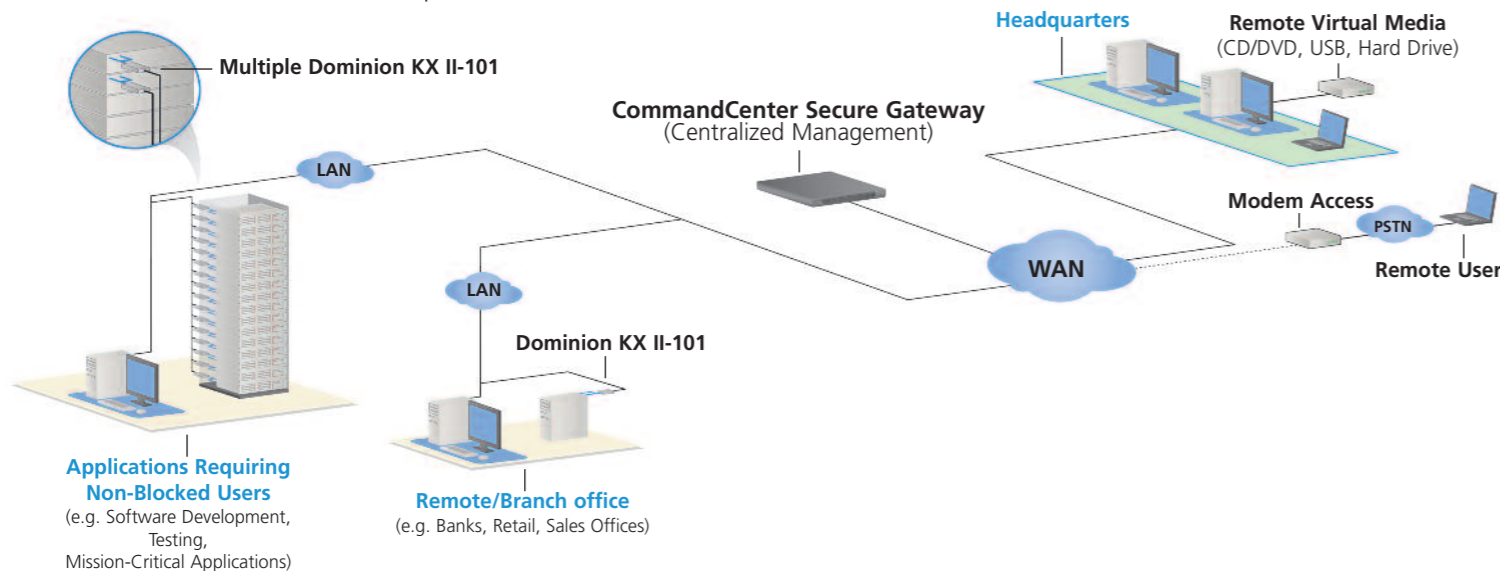 Multiple Dominion KX II-101
Headquarters
Remote Virtual Media
(CD/DVD, USB, Hard Drive)
CommandCenter Secure Gateway
(Centralized Management)
LAN
Modem Access
PSTN
Remote User
WAN
LAN
Dominion KX II-101
Applications Requiring
Non-Blocked Users
(e.g. Software Development,
Testing,
Mission-Critical Applications)
Remote/Branch office
(e.g. Banks, Retail, Sales Offices)